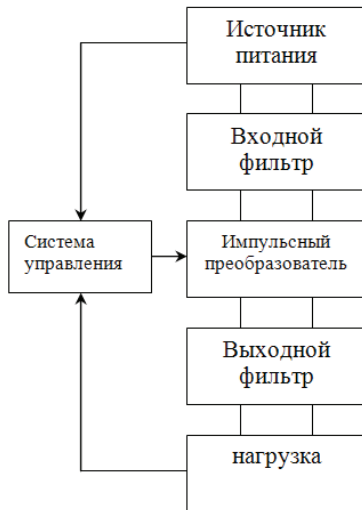 Источник
питания
Входной
фильтр
Система
управления
Импульсный
преобразователь
Выходной
фильтр
нагрузка